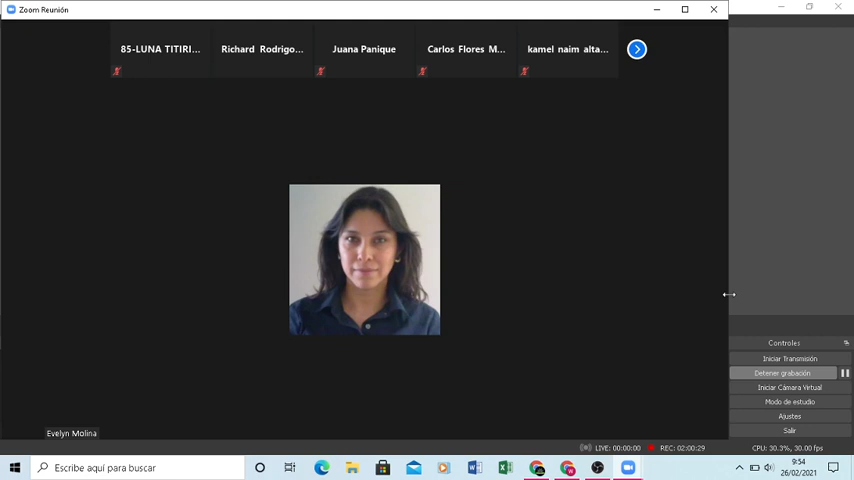 Zoom Reunión
85-LUNA TITIRI...
Richard Rodrigo...
Juana Panique
Carlos Flores M...
kamel naim alta...
Evelyn Molina
Controles
Iniciar Transmisión
Detener grabación
Iniciar Cámara Virtual
Modo de estudio
Ajustes
Salir
LIVE: 00:00:00
REC: 02:00:29
CPU: 30.3%, 30.00 fps
Escribe aquí para buscar
9:54
26/02/2021